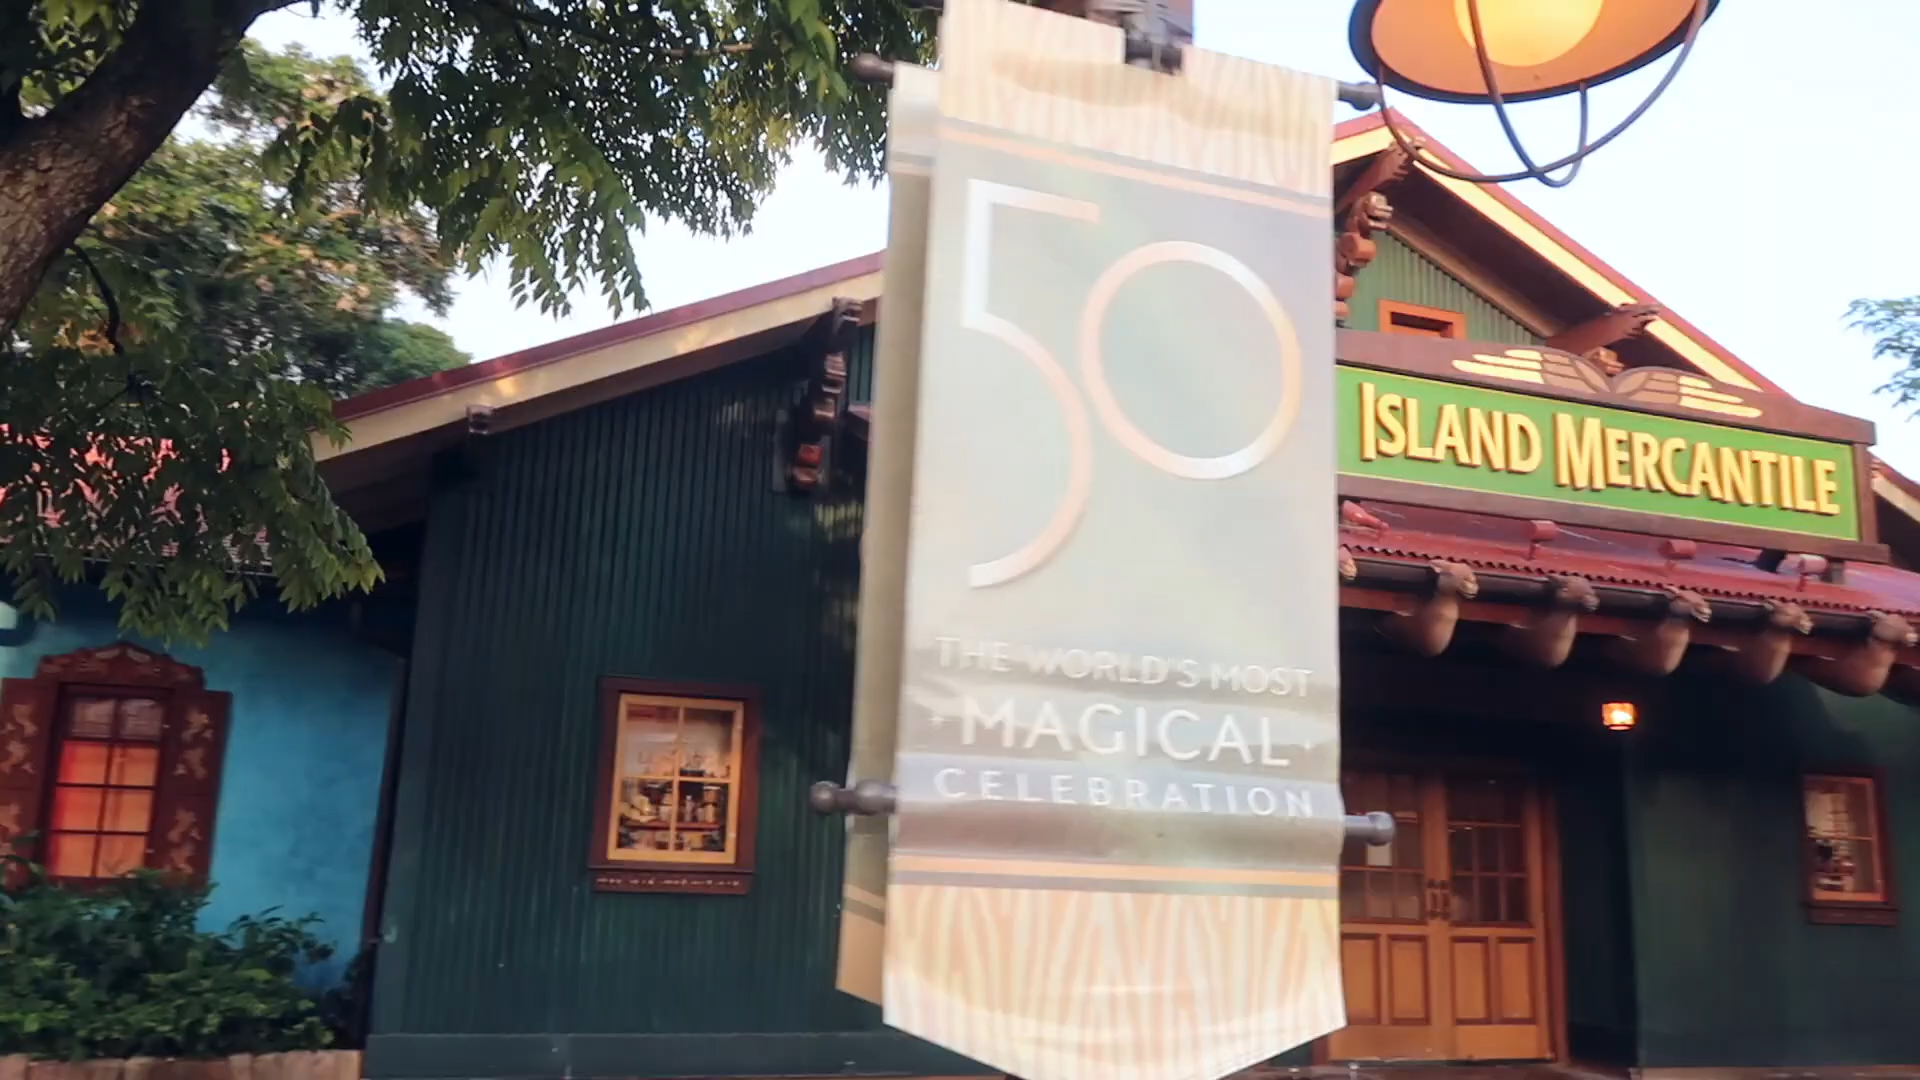 50
THE WORLD'S MOST
MAGICAL
CELEBRATION
ISLAND MERCANTILE